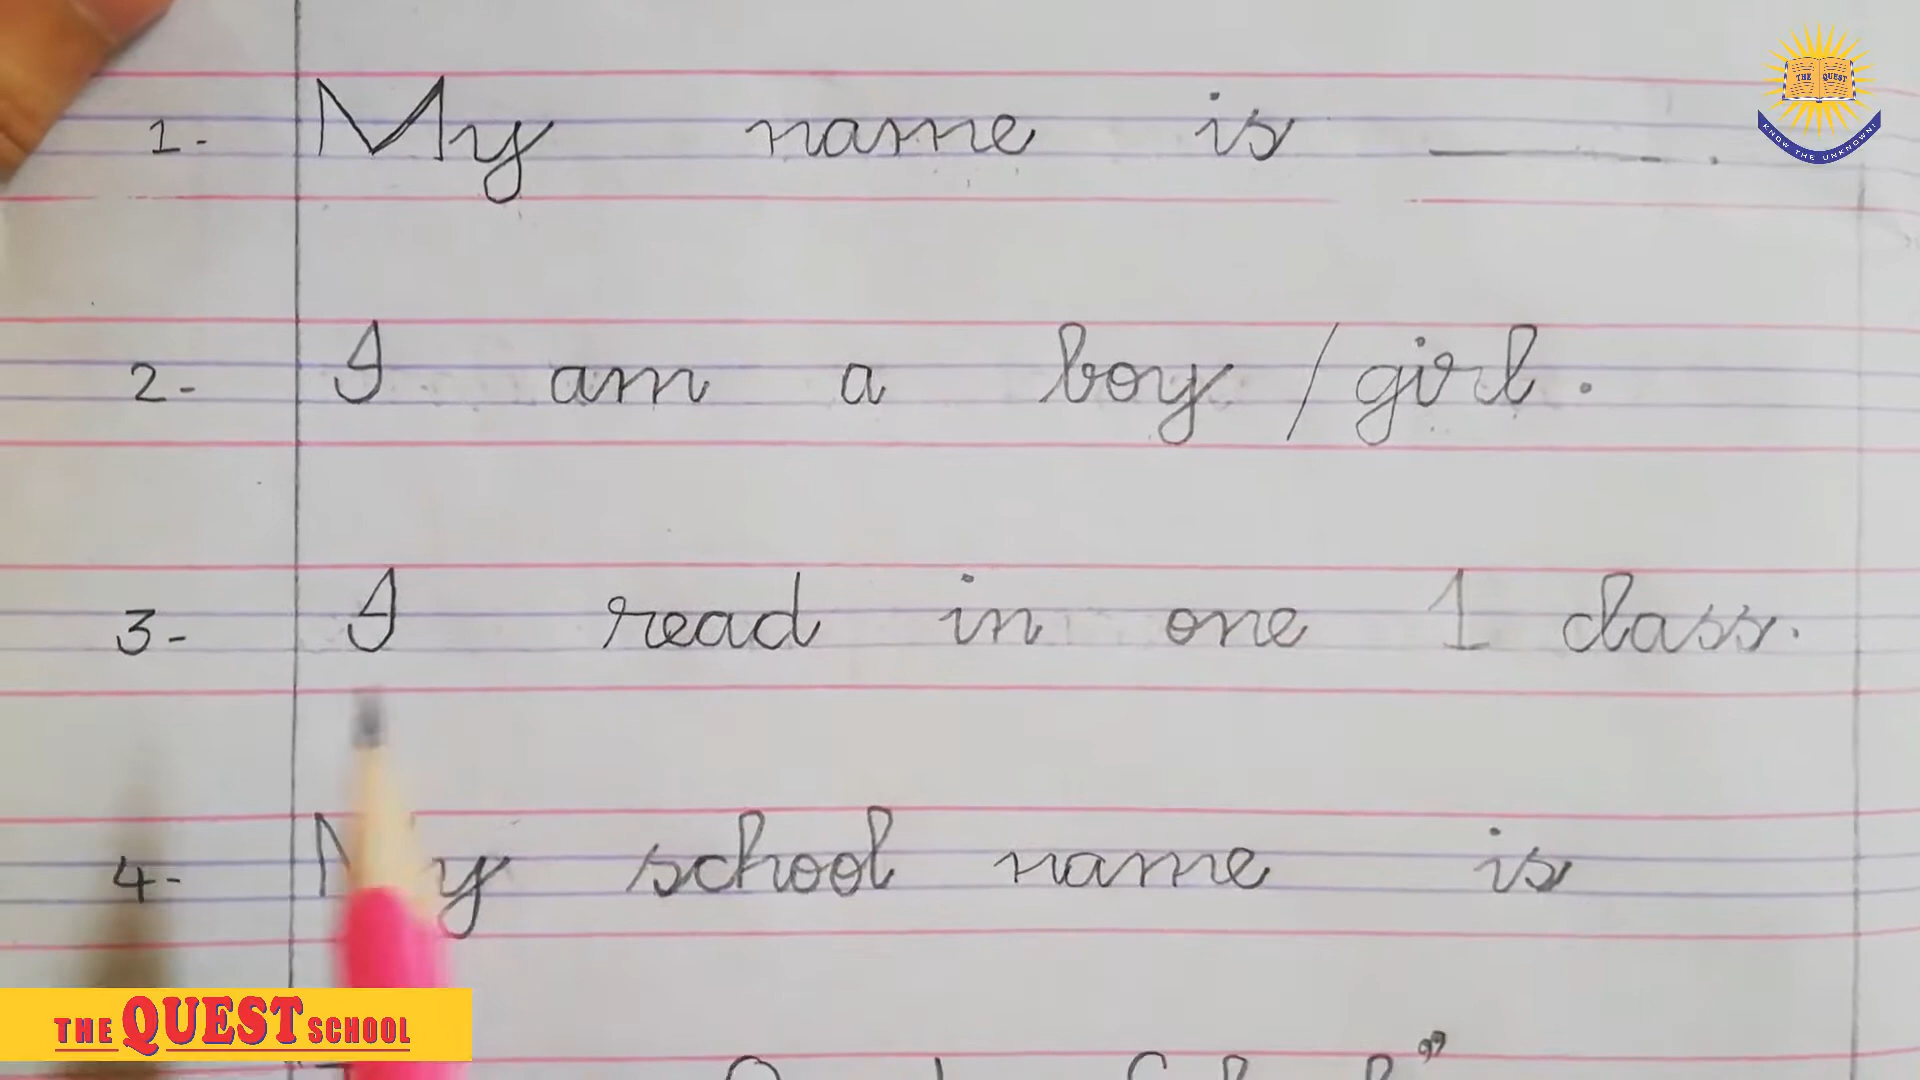 THE QUEST
KNOW THE UNKNOWN!
1- My name is ____.
2- I am a boy / girl.
3- I read in one 1 class.
4- My school name is
THE QUEST SCHOOL